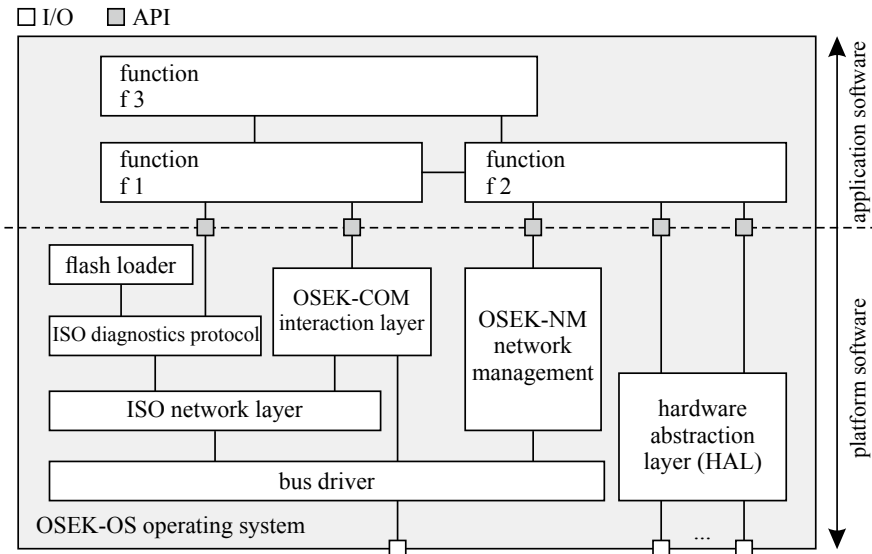 I/O
API
function
f 3
function
f 1
function
f 2
application software
flash loader
OSEK-COM
interaction layer
OSEK-NM
network
management
ISO diagnostics protocol
ISO network layer
hardware
abstraction
layer (HAL)
platform software
bus driver
OSEK-OS operating system
...